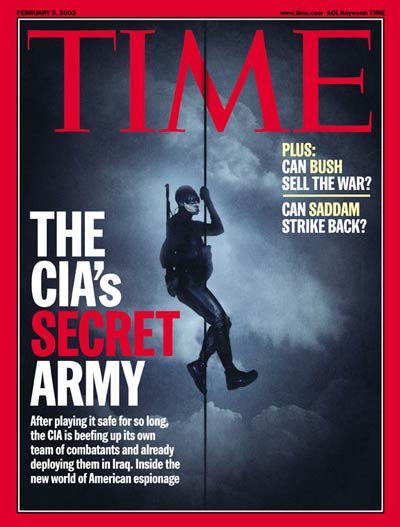 FEBRUARY 3, 2003
www.time.com AOL Keyword: TIME
TIME
PLUS:
CAN BUSH
SELL THE WAR?
CAN SADDAM
STRIKE BACK?
THE
CIA's
SECRET
ARMY
After playing it safe for so long,
the CIA is beefing up its own
team of combatants and already
deploying them in Iraq. Inside the
new world of American espionage